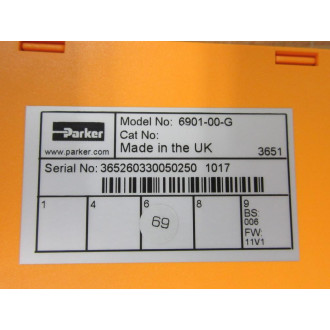 Parker
www.parker.com
Model No: 6901-00-G
Cat No:
Made in the UK 3651
Serial No: 365260330050250 1017
1 4 6 8 9
69
BS:
006
FW:
11V1